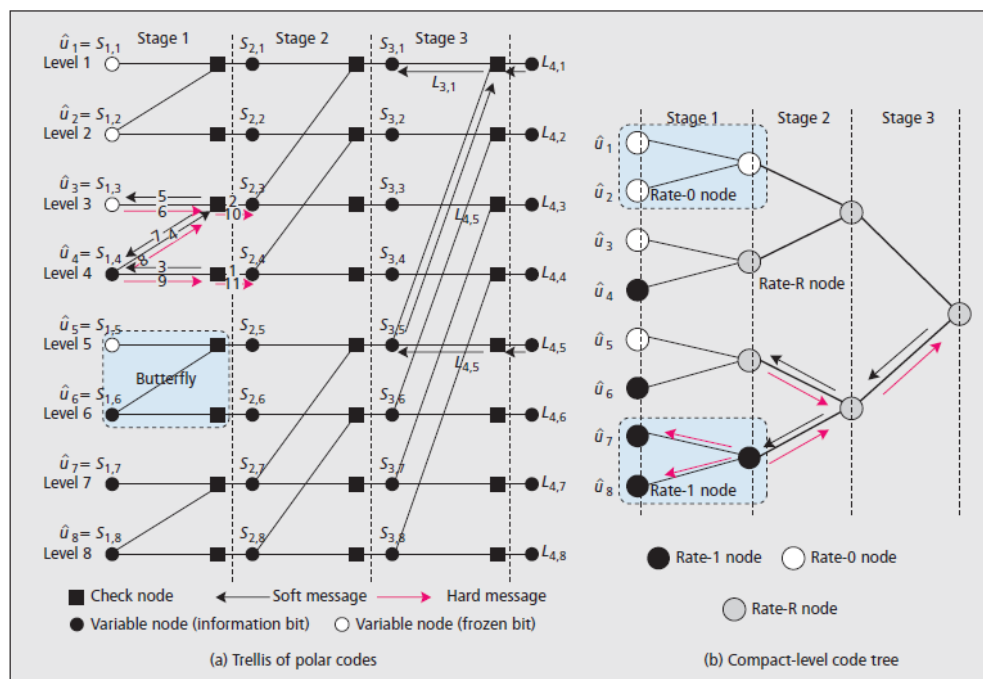 Stage 1 Stage 2 Stage 3
û₁ = S₁,₁ S₂,₁ S₃,₁
Level 1 L₄,₁
L₃,₁
û₂ = S₁,₂ S₂,₂ S₃,₂
Level 2 L₄,₂
û₃ = S₁,₃ S₂,₃ S₃,₃
5 2
Level 3 L₄,₃
6 10
L₄,₅
7 4
û₄ = S₁,₄ S₂,₄ S₃,₄
8
Level 4 3 1 L₄,₄
9 11
û₅ = S₁,₅ S₂,₅ S₃,₅
Level 5 L₄,₅
L₄,₅
Butterfly
û₆ = S₁,₆ S₂,₆ S₃,₆
Level 6 L₄,₆
û₇ = S₁,₇ S₂,₇ S₃,₇
Level 7 L₄,₇
û₈ = S₁,₈ S₂,₈ S₃,₈
Level 8 L₄,₈
Check node Soft message Hard message
Variable node (information bit) Variable node (frozen bit)
(a) Trellis of polar codes
Stage 1 Stage 2 Stage 3
û₁
û₂
Rate-0 node
û₃
Rate-R node
û₄
û₅
û₆
û₇
û₈
Rate-1 node
Rate-1 node Rate-0 node
Rate-R node
(b) Compact-level code tree